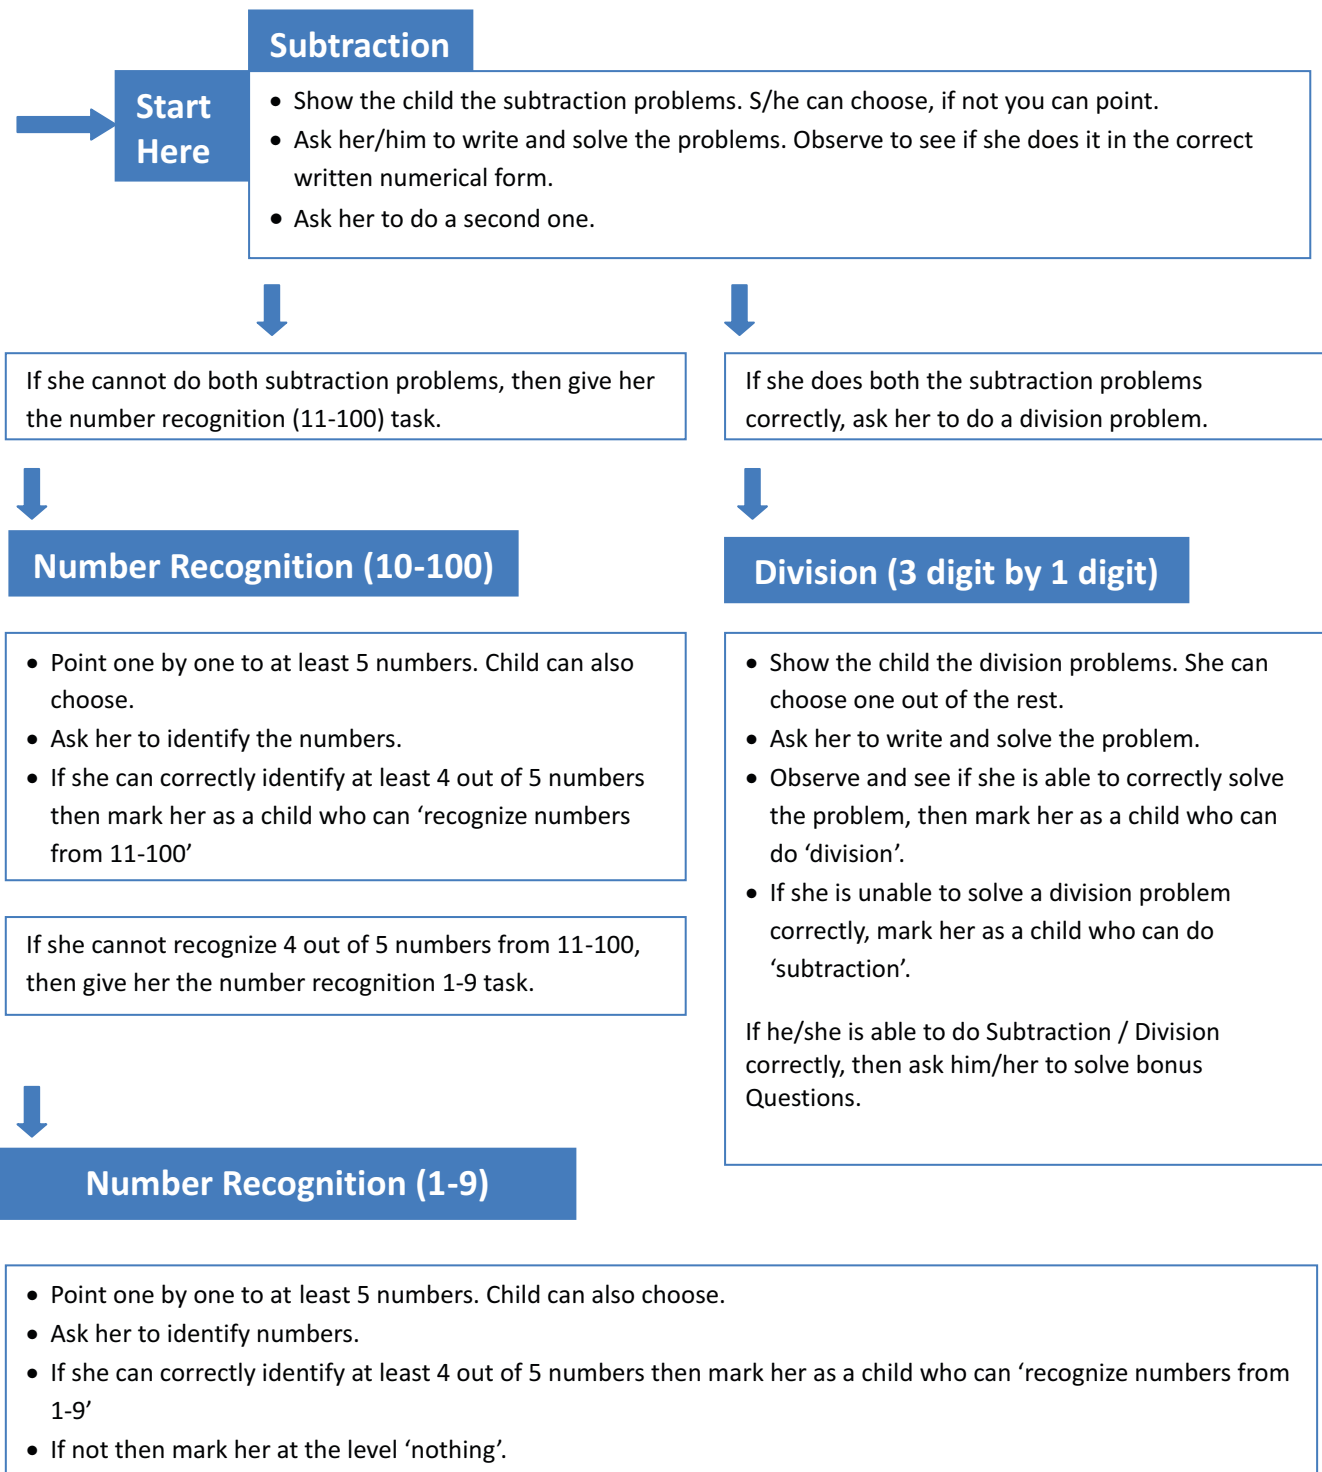 Subtraction
Start
Here
• Show the child the subtraction problems. S/he can choose, if not you can point.
• Ask her/him to write and solve the problems. Observe to see if she does it in the correct
written numerical form.
• Ask her to do a second one.
If she cannot do both subtraction problems, then give her
the number recognition (11-100) task.
If she does both the subtraction problems
correctly, ask her to do a division problem.
Number Recognition (10-100)
• Point one by one to at least 5 numbers. Child can also
choose.
• Ask her to identify the numbers.
• If she can correctly identify at least 4 out of 5 numbers
then mark her as a child who can ‘recognize numbers
from 11-100’
If she cannot recognize 4 out of 5 numbers from 11-100,
then give her the number recognition 1-9 task.
Division (3 digit by 1 digit)
• Show the child the division problems. She can
choose one out of the rest.
• Ask her to write and solve the problem.
• Observe and see if she is able to correctly solve
the problem, then mark her as a child who can
do ‘division’.
• If she is unable to solve a division problem
correctly, mark her as a child who can do
‘subtraction’.
If he/she is able to do Subtraction / Division
correctly, then ask him/her to solve bonus
Questions.
Number Recognition (1-9)
• Point one by one to at least 5 numbers. Child can also choose.
• Ask her to identify numbers.
• If she can correctly identify at least 4 out of 5 numbers then mark her as a child who can ‘recognize numbers from
1-9’
• If not then mark her at the level ‘nothing’.